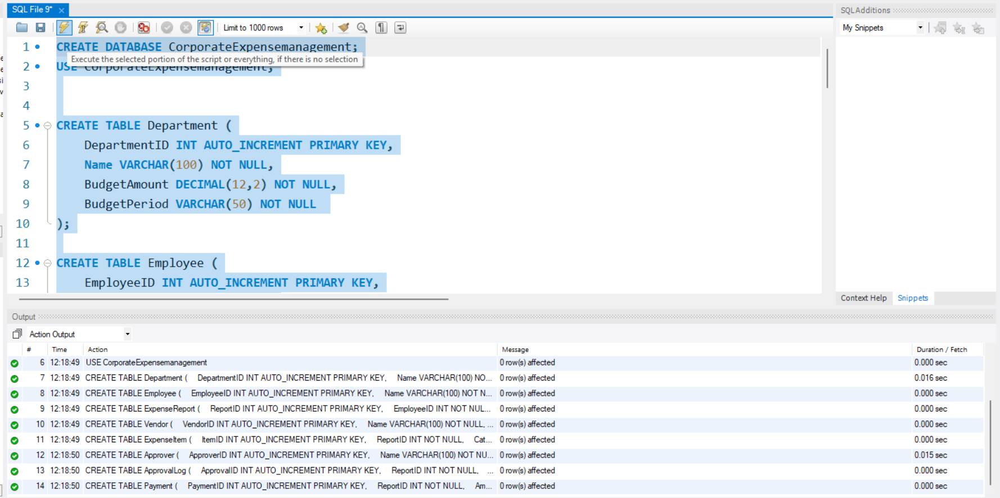 SQL File 9* ×
SQLAdditions
Limit to 1000 rows
My Snippets
1 CREATE DATABASE CorporateExpensemanagement;
Execute the selected portion of the script or everything, if there is no selection
2 USE CorporateExpensemanagement;
3
4
5 CREATE TABLE Department (
6 DepartmentID INT AUTO_INCREMENT PRIMARY KEY,
7 Name VARCHAR(100) NOT NULL,
8 BudgetAmount DECIMAL(12,2) NOT NULL,
9 BudgetPeriod VARCHAR(50) NOT NULL
10 );
11
12 CREATE TABLE Employee (
13 EmployeeID INT AUTO_INCREMENT PRIMARY KEY,
Context Help Snippets
Output
Action Output
# Time Action Message Duration / Fetch
6 12:18:49 USE CorporateExpensemanagement 0 row(s) affected 0.000 sec
7 12:18:49 CREATE TABLE Department ( DepartmentID INT AUTO_INCREMENT PRIMARY KEY, Name VARCHAR(100) NO... 0 row(s) affected 0.016 sec
8 12:18:49 CREATE TABLE Employee ( EmployeeID INT AUTO_INCREMENT PRIMARY KEY, Name VARCHAR(100) NOT N... 0 row(s) affected 0.000 sec
9 12:18:49 CREATE TABLE ExpenseReport ( ReportID INT AUTO_INCREMENT PRIMARY KEY, EmployeeID INT NOT NUL... 0 row(s) affected 0.000 sec
10 12:18:49 CREATE TABLE Vendor ( VendorID INT AUTO_INCREMENT PRIMARY KEY, Name VARCHAR(100) NOT NULL, ... 0 row(s) affected 0.000 sec
11 12:18:49 CREATE TABLE ExpenseItem ( ItemID INT AUTO_INCREMENT PRIMARY KEY, ReportID INT NOT NULL, Cat... 0 row(s) affected 0.000 sec
12 12:18:50 CREATE TABLE Approver ( ApproverID INT AUTO_INCREMENT PRIMARY KEY, Name VARCHAR(100) NOT NU... 0 row(s) affected 0.015 sec
13 12:18:50 CREATE TABLE ApprovalLog ( ApprovalID INT AUTO_INCREMENT PRIMARY KEY, ReportID INT NOT NULL, ... 0 row(s) affected 0.000 sec
14 12:18:50 CREATE TABLE Payment ( PaymentID INT AUTO_INCREMENT PRIMARY KEY, ReportID INT NOT NULL, Am... 0 row(s) affected 0.000 sec